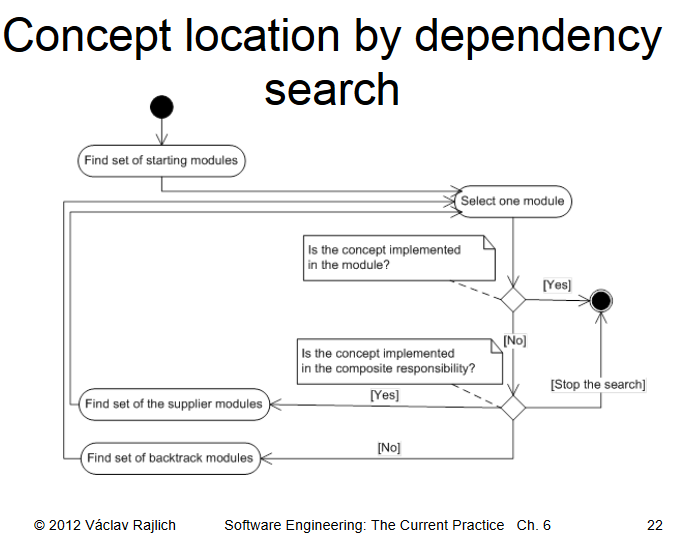 Concept location by dependency
search
Find set of starting modules
Select one module
Is the concept implemented
in the module?
[Yes]
[No]
Is the concept implemented
in the composite responsibility?
[Stop the search]
[Yes]
Find set of the supplier modules
[No]
Find set of backtrack modules
© 2012 Václav Rajlich Software Engineering: The Current Practice Ch. 6 22